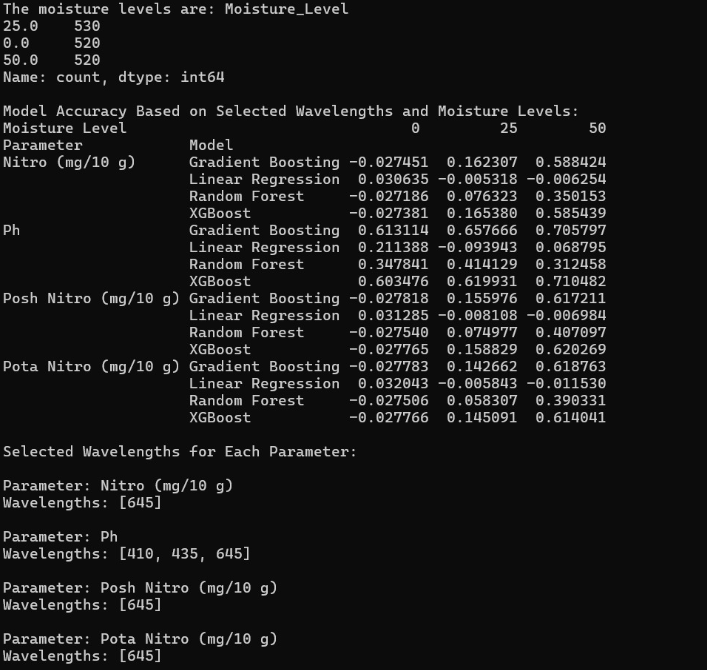 The moisture levels are: Moisture_Level
25.0    530
0.0     520
50.0    520
Name: count, dtype: int64

Model Accuracy Based on Selected Wavelengths and Moisture Levels:
Moisture Level                                0         25        50
Parameter            Model
Nitro (mg/10 g)      Gradient Boosting -0.027451  0.162307  0.588424
                     Linear Regression  0.030635 -0.005318 -0.006254
                     Random Forest     -0.027186  0.076323  0.350153
                     XGBoost           -0.027381  0.165380  0.585439
Ph                   Gradient Boosting  0.613114  0.657666  0.705797
                     Linear Regression  0.211388 -0.093943  0.068795
                     Random Forest      0.347841  0.414129  0.312458
                     XGBoost            0.603476  0.619931  0.710482
Posh Nitro (mg/10 g) Gradient Boosting -0.027818  0.155976  0.617211
                     Linear Regression  0.031285 -0.008108 -0.006984
                     Random Forest     -0.027540  0.074977  0.407097
                     XGBoost           -0.027765  0.158829  0.620269
Pota Nitro (mg/10 g) Gradient Boosting -0.027783  0.142662  0.618763
                     Linear Regression  0.032043 -0.005843 -0.011530
                     Random Forest     -0.027506  0.058307  0.390331
                     XGBoost           -0.027766  0.145091  0.614041

Selected Wavelengths for Each Parameter:

Parameter: Nitro (mg/10 g)
Wavelengths: [645]

Parameter: Ph
Wavelengths: [410, 435, 645]

Parameter: Posh Nitro (mg/10 g)
Wavelengths: [645]

Parameter: Pota Nitro (mg/10 g)
Wavelengths: [645]